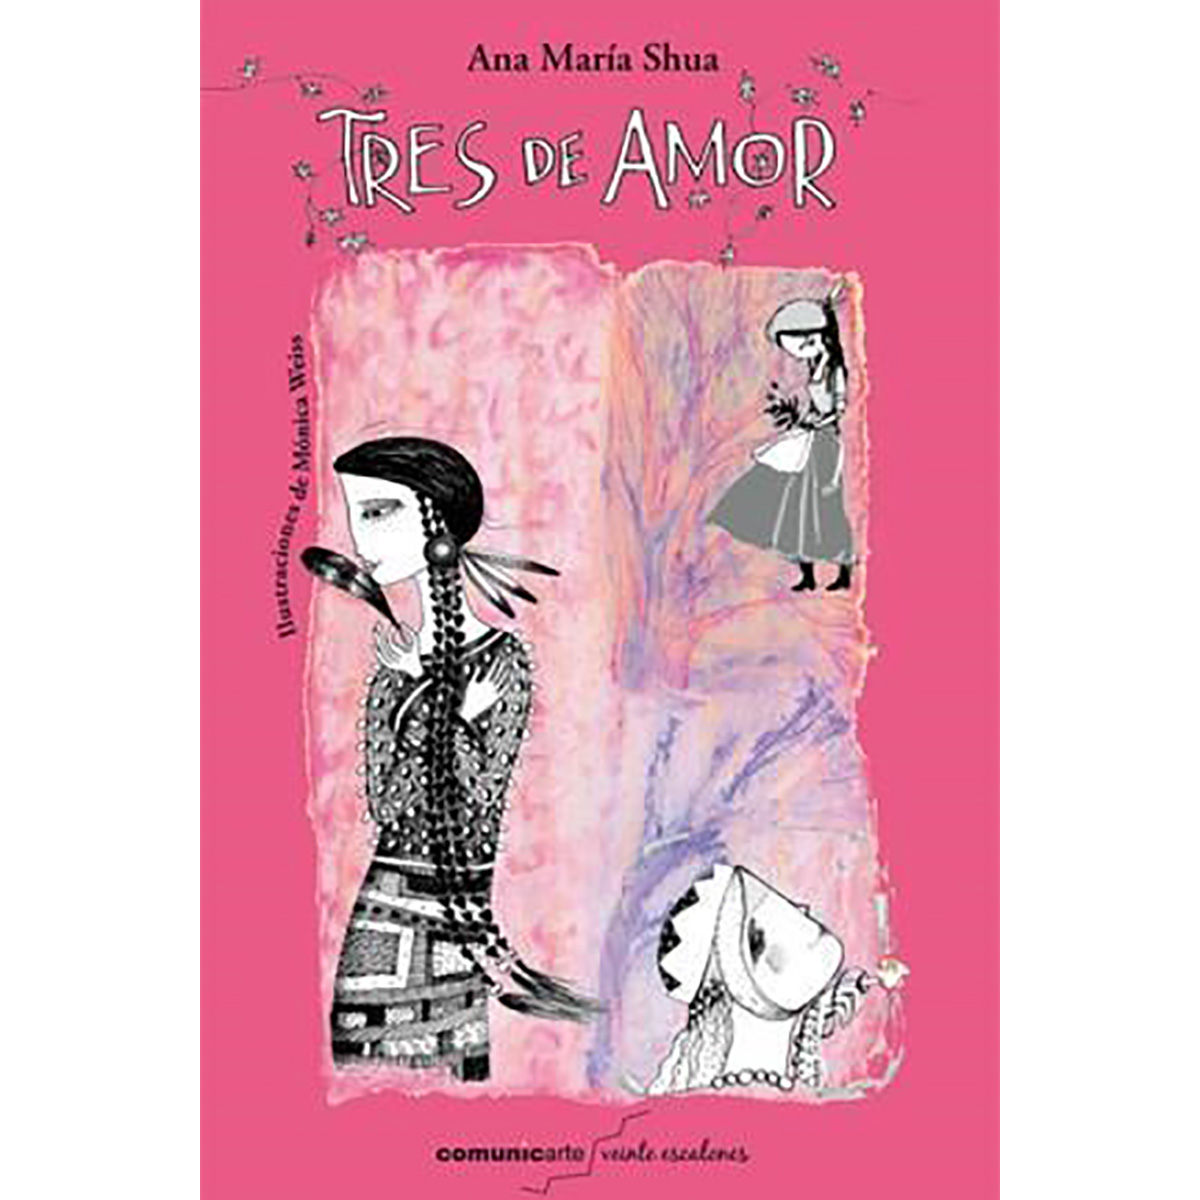 Ana María Shua
TRES DE AMOR
Ilustraciones de Mónica Weiss
comunicarte veinte escalones